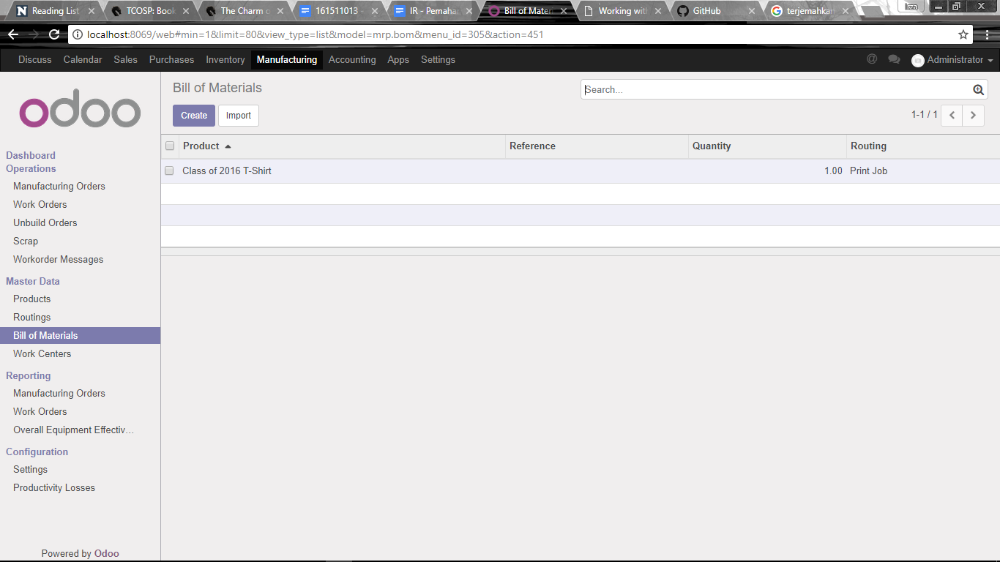 Reading List
TCOSP: Book
The Charm o
161511013 -
IR - Pemaha
Bill of Mater
Working with
GitHub
terjemahkan
liza
localhost:8069/web#min=1&limit=80&view_type=list&model=mrp.bom&menu_id=305&action=451
Discuss Calendar Sales Purchases Inventory Manufacturing Accounting Apps Settings @ Administrator
odoo
Bill of Materials
Search...
Create Import
1-1 / 1
Product Reference Quantity Routing
Class of 2016 T-Shirt 1.00 Print Job
Dashboard
Operations
Manufacturing Orders
Work Orders
Unbuild Orders
Scrap
Workorder Messages
Master Data
Products
Routings
Bill of Materials
Work Centers
Reporting
Manufacturing Orders
Work Orders
Overall Equipment Effectiv...
Configuration
Settings
Productivity Losses
Powered by Odoo